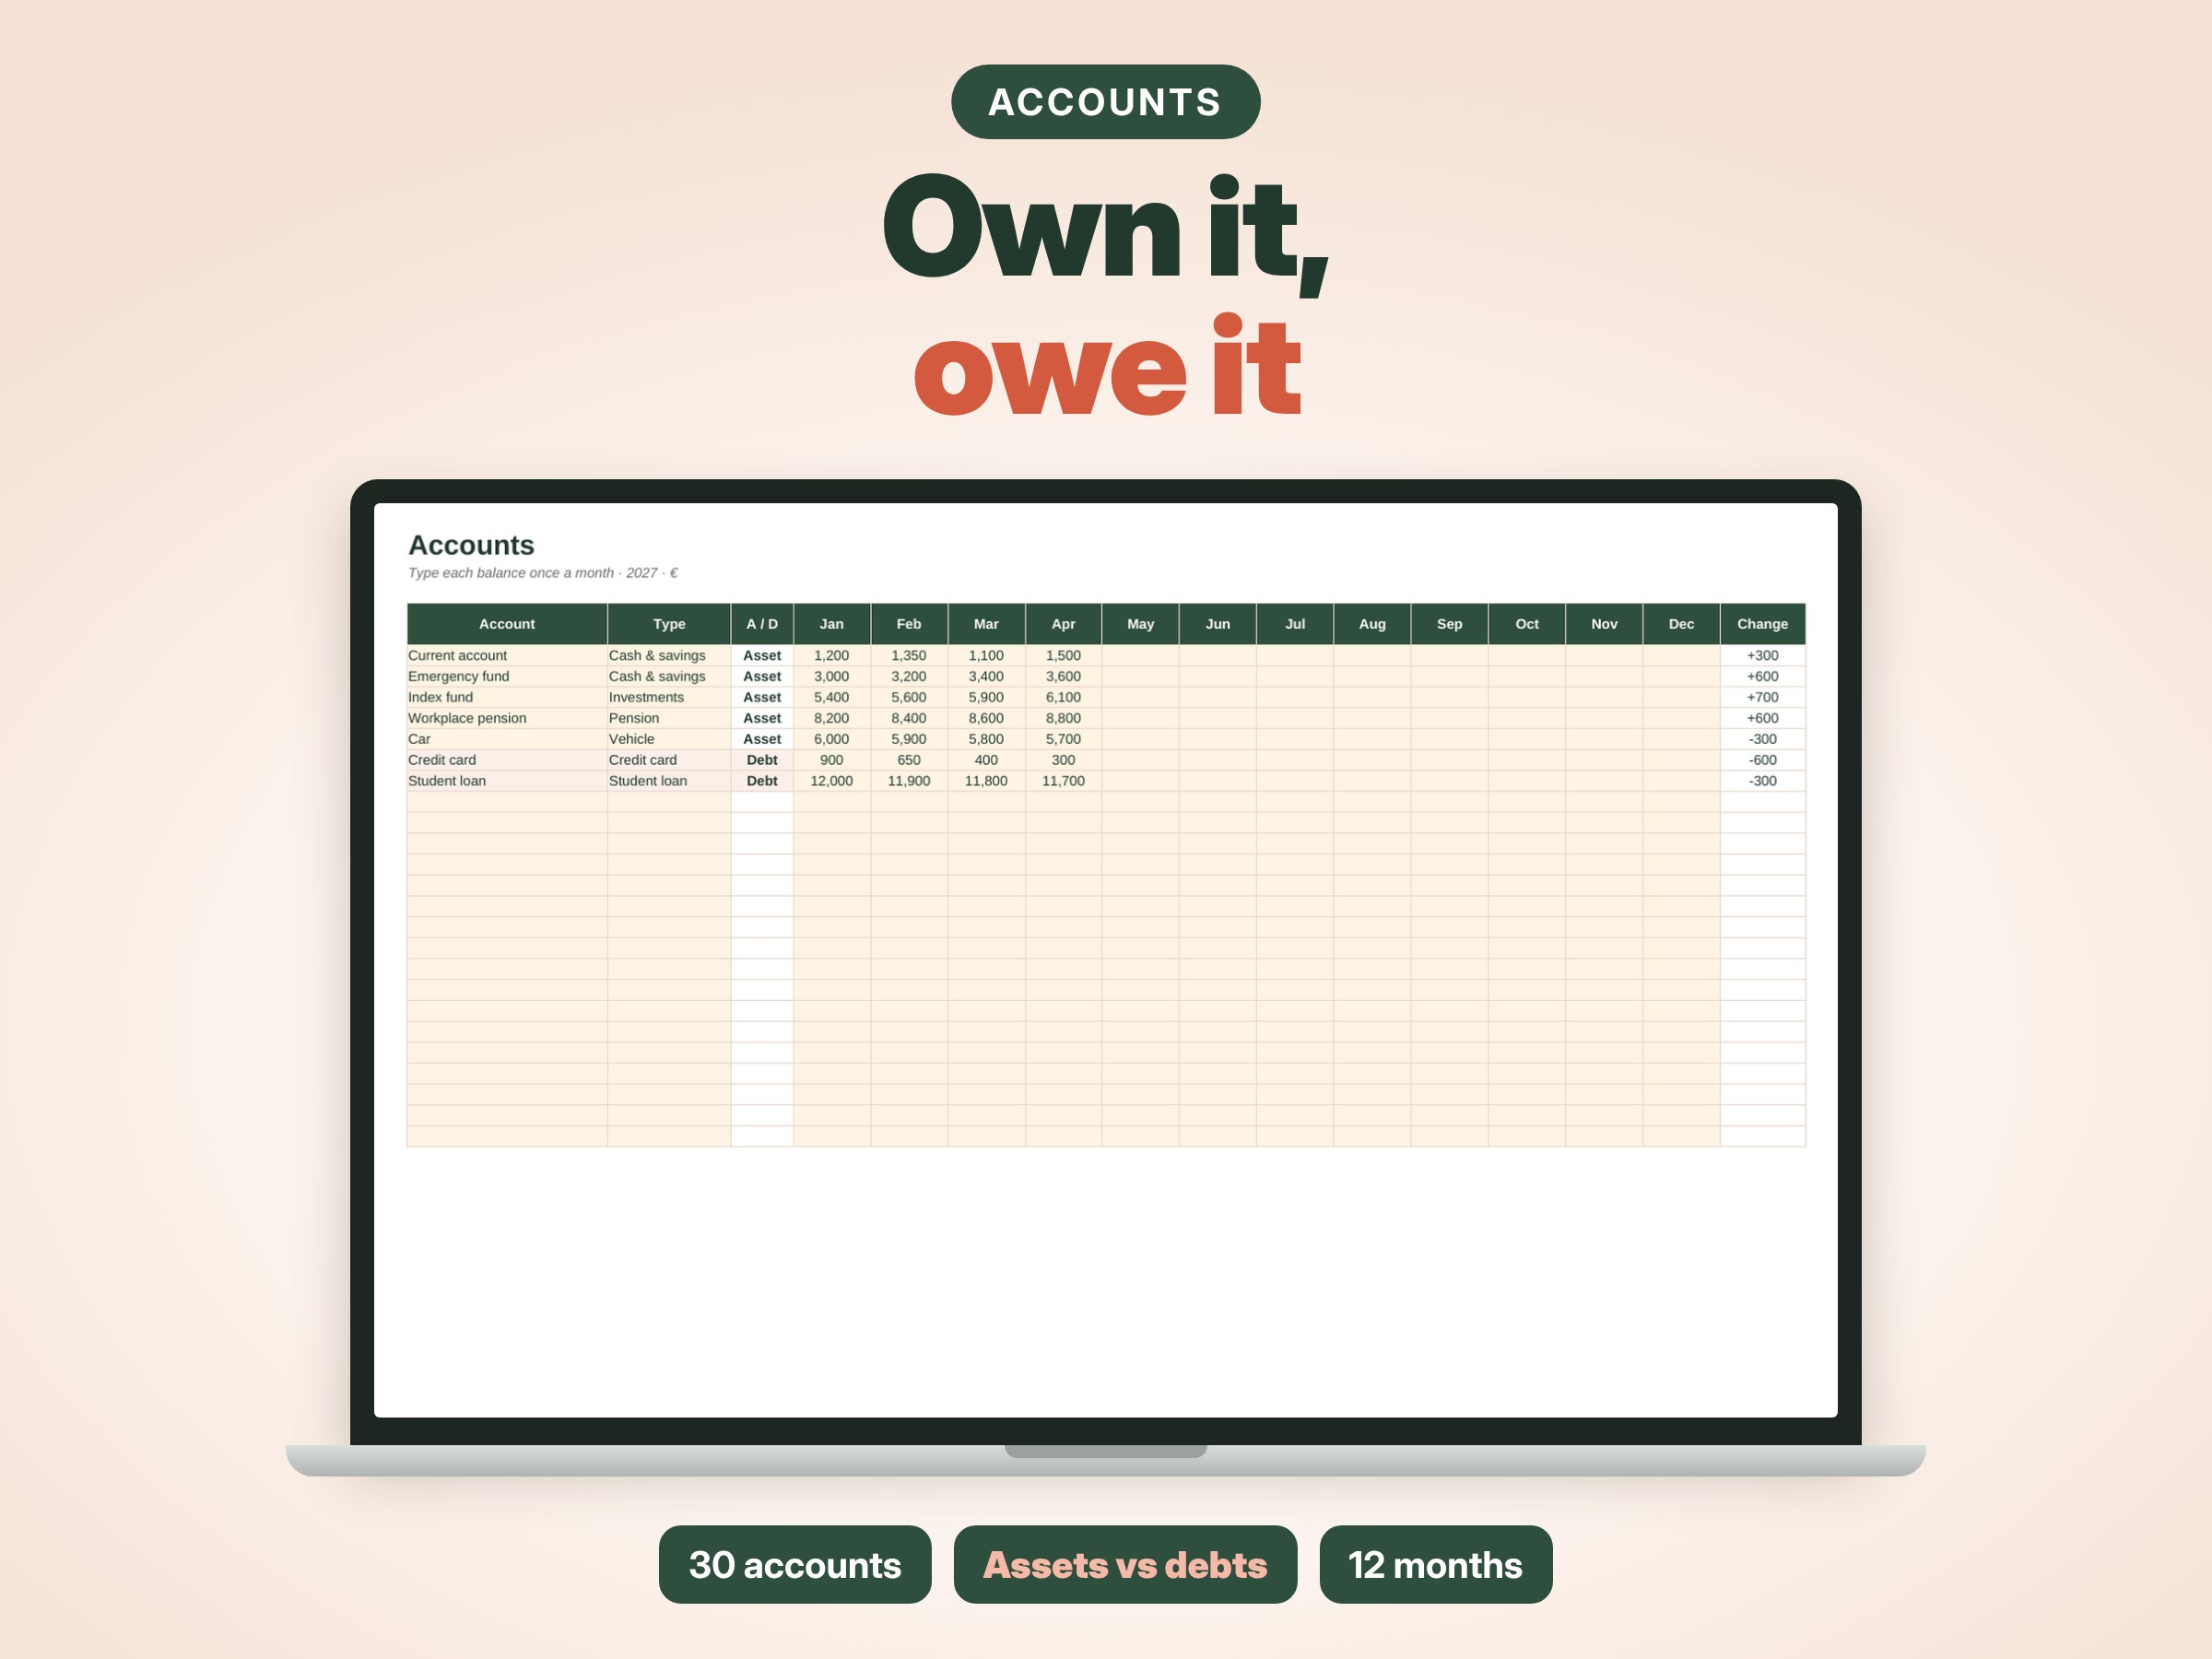 ACCOUNTS
Own it,
owe it
Accounts
Type each balance once a month · 2027 · €
Account Type A / D Jan Feb Mar Apr May Jun Jul Aug Sep Oct Nov Dec Change
Current account Cash & savings Asset 1,200 1,350 1,100 1,500 +300
Emergency fund Cash & savings Asset 3,000 3,200 3,400 3,600 +600
Index fund Investments Asset 5,400 5,600 5,900 6,100 +700
Workplace pension Pension Asset 8,200 8,400 8,600 8,800 +600
Car Vehicle Asset 6,000 5,900 5,800 5,700 -300
Credit card Credit card Debt 900 650 400 300 -600
Student loan Student loan Debt 12,000 11,900 11,800 11,700 -300
30 accounts Assets vs debts 12 months